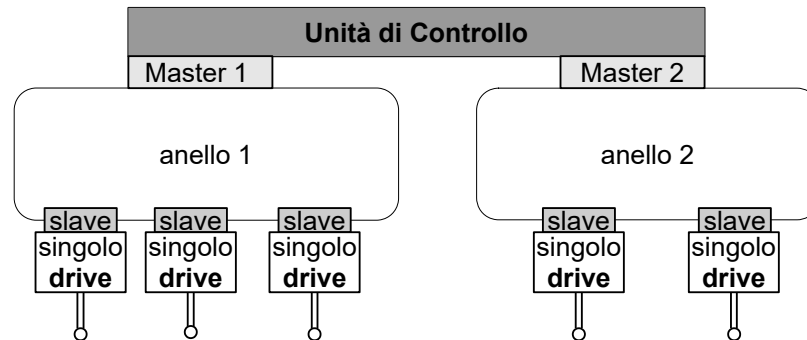 Unità di Controllo
Master 1
Master 2
anello 1
anello 2
slave
slave
slave
slave
slave
singolo
singolo
singolo
singolo
singolo
drive
drive
drive
drive
drive